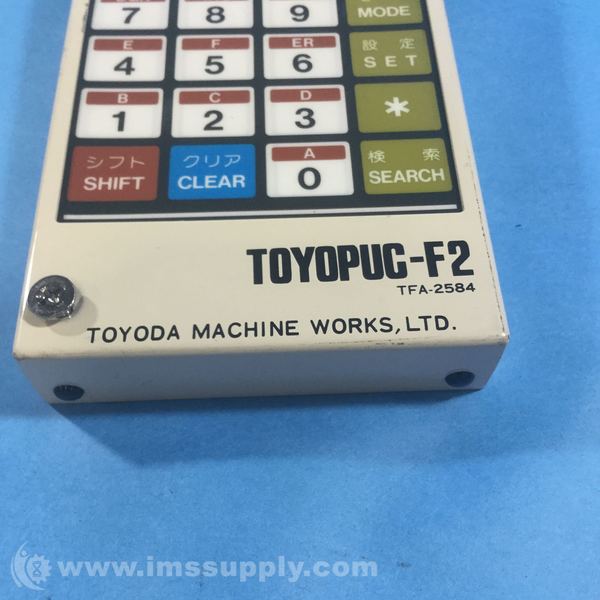 7 8 9 MODE
E F ER 設定
4 5 6 SET
B C D
1 2 3 *
シフト クリア A 検索
SHIFT CLEAR 0 SEARCH
TOYOPUC-F2
TFA-2584
TOYODA MACHINE WORKS, LTD.
www.imssupply.com